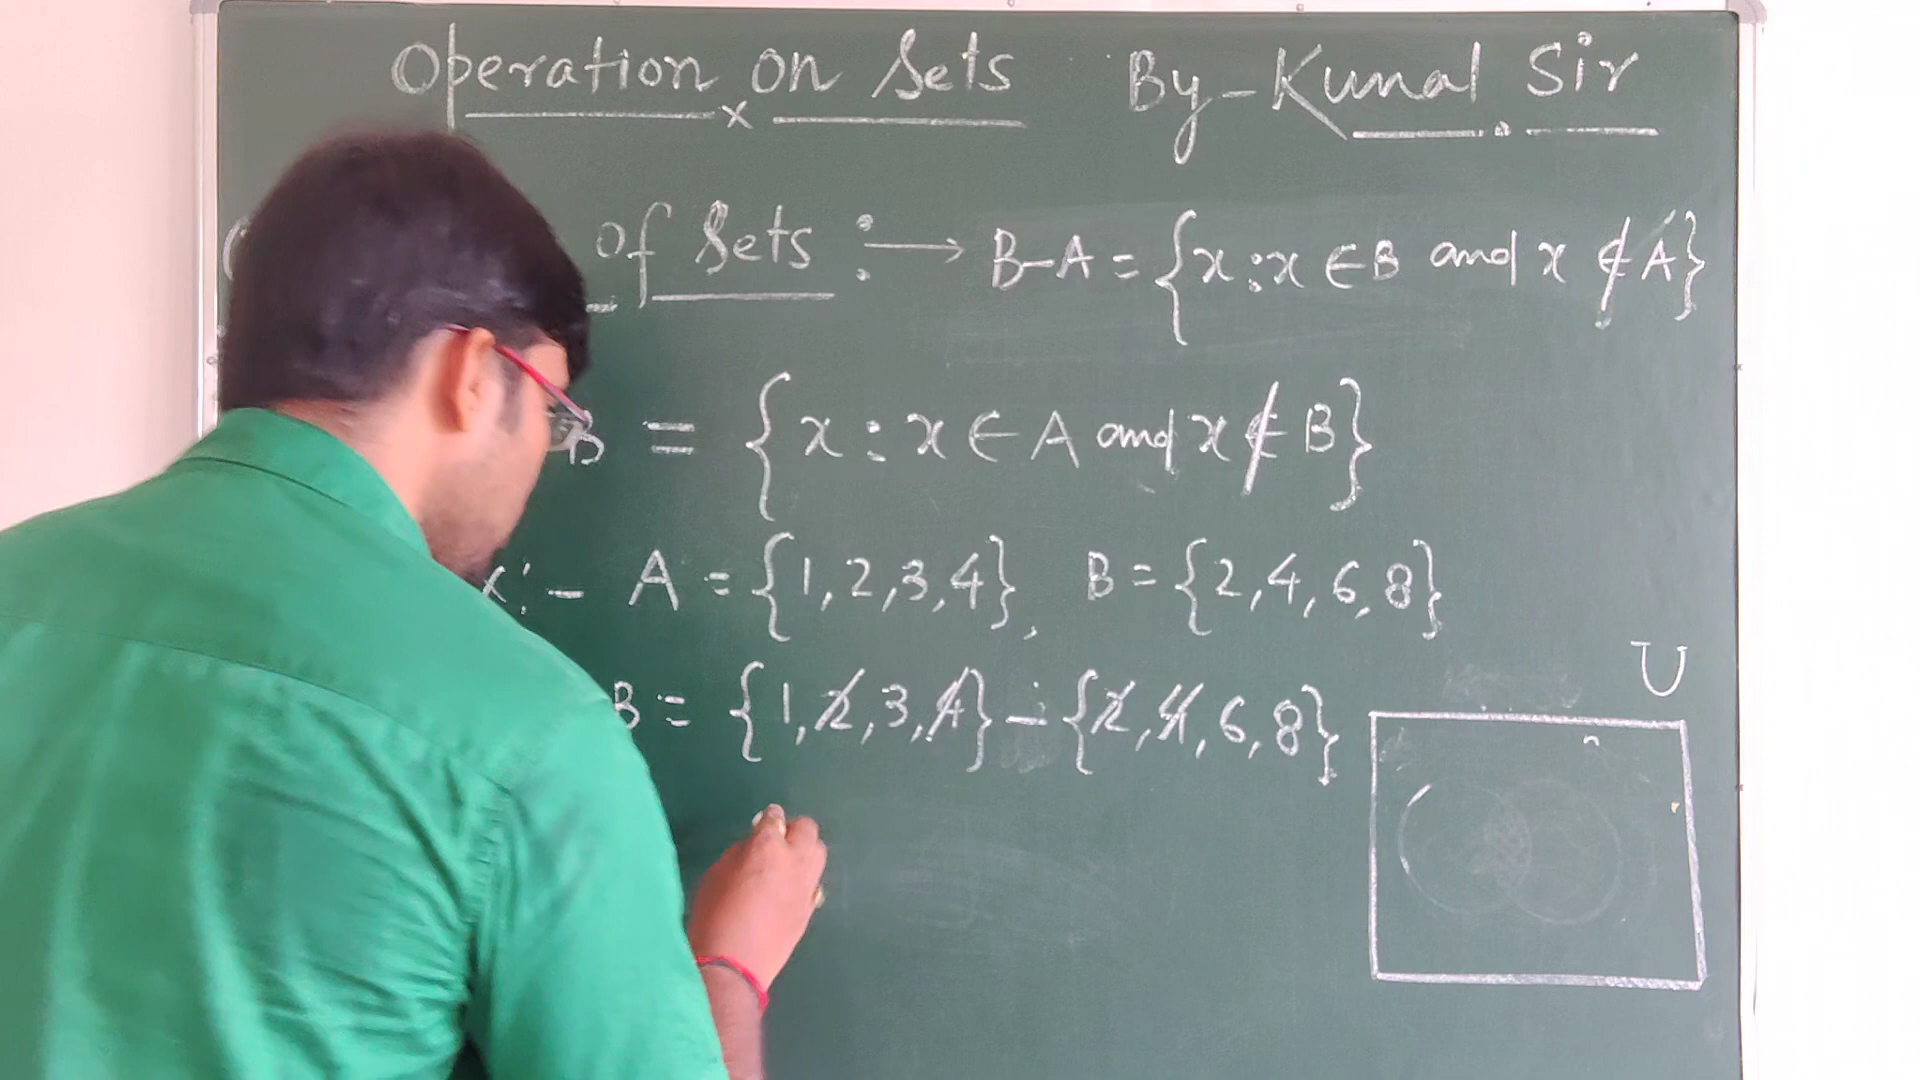 Operation on Sets By-Kunal Sir
of Sets :→ B-A = {x : x ∈ B and x ∉ A}
B = {x : x ∈ A and x ∉ B}
x:- A = {1,2,3,4}, B = {2,4,6,8}
B = {1,2,3,4} - {2,4,6,8}
U